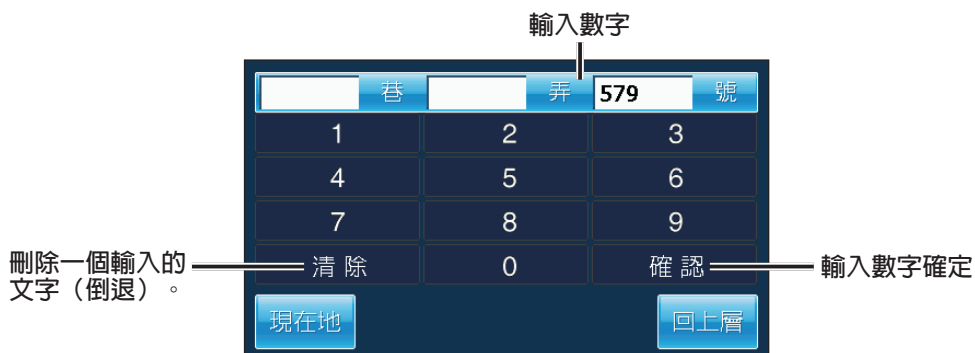 輸入數字
巷 弄 579 號
1 2 3
4 5 6
7 8 9
刪除一個輸入的
文字（倒退）。
清除 0 確認
輸入數字確定
現在地 回上層